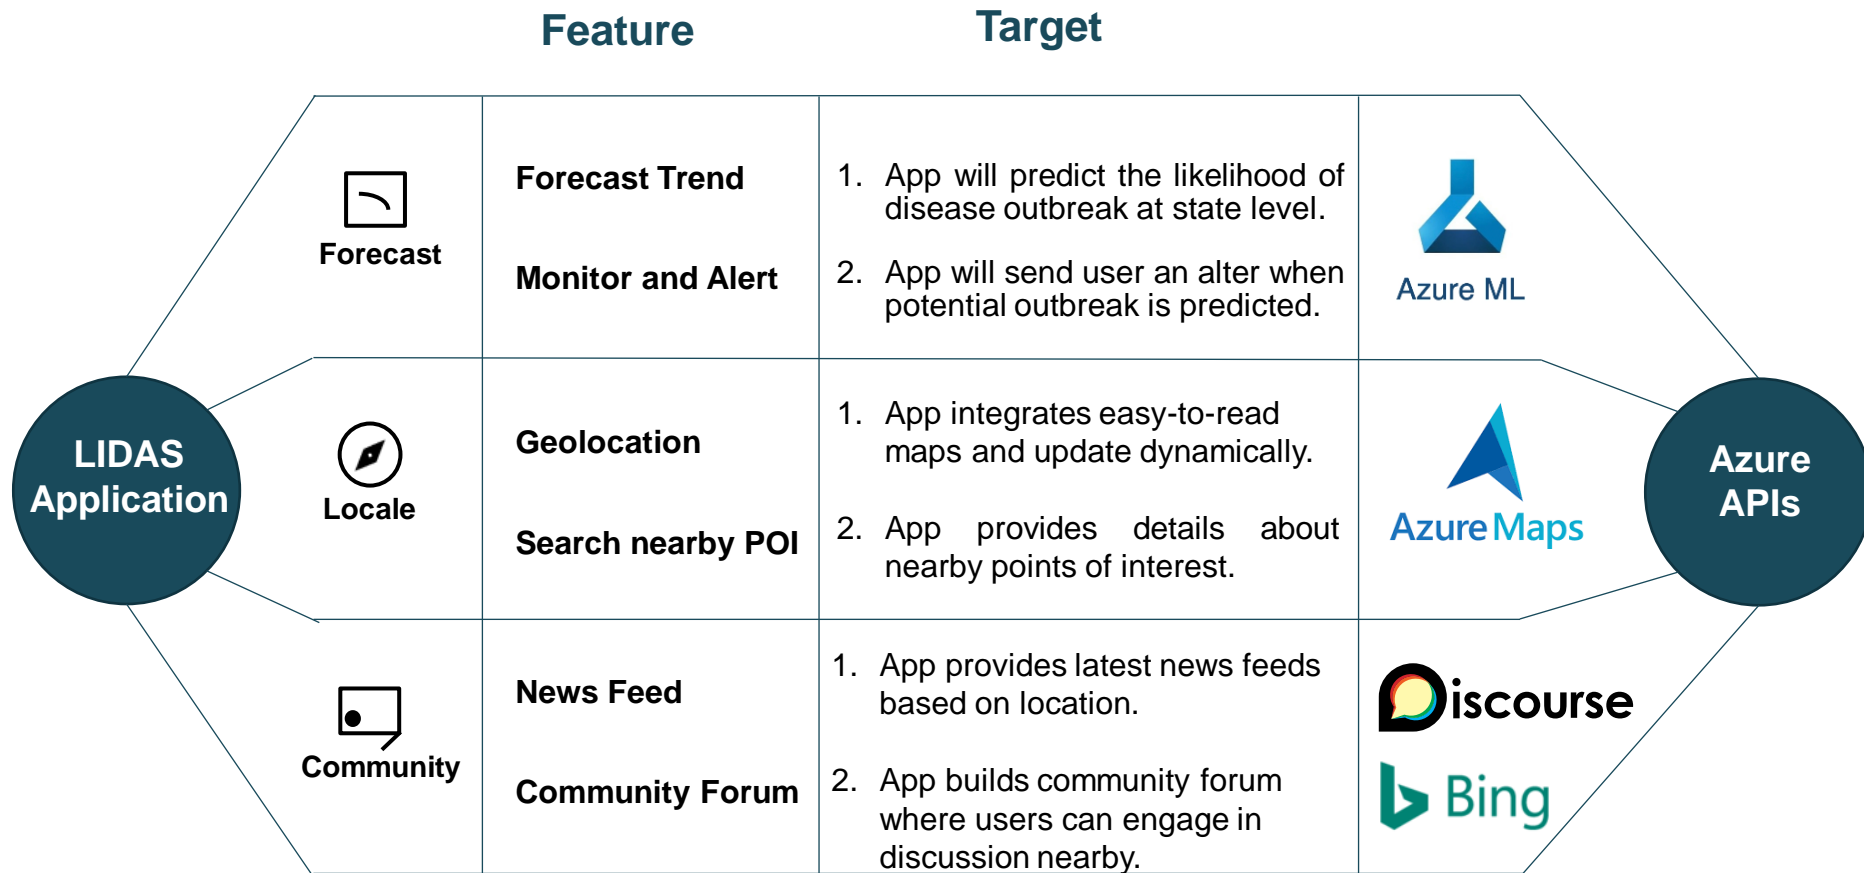 Feature
Target
Forecast
Forecast Trend
Monitor and Alert
1. App will predict the likelihood of
disease outbreak at state level.
2. App will send user an alter when
potential outbreak is predicted.
Azure ML
LIDAS
Application
Locale
Geolocation
Search nearby POI
1. App integrates easy-to-read
maps and update dynamically.
2. App provides details about
nearby points of interest.
Azure Maps
Azure
APIs
Community
News Feed
Community Forum
1. App provides latest news feeds
based on location.
2. App builds community forum
where users can engage in
discussion nearby.
Discourse
Bing